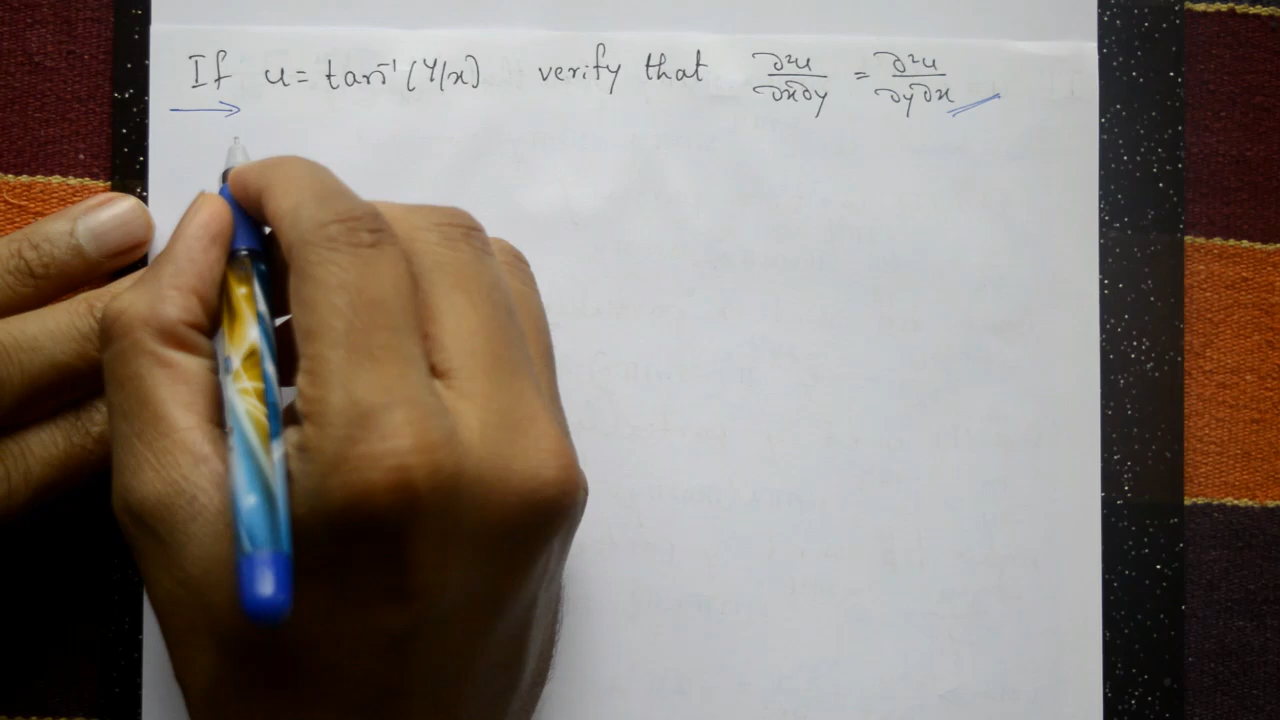 If u = tan⁻¹ (y/x) verify that ∂²u/∂x∂y = ∂²u/∂y∂x